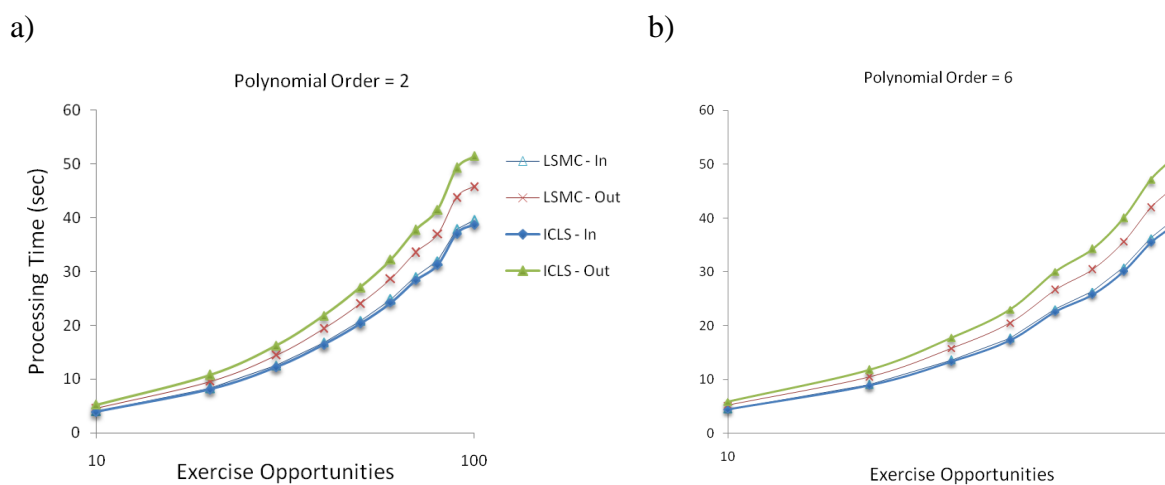 a)
b)
Polynomial Order = 2
Polynomial Order = 6
Processing Time (sec)
60
50
40
30
20
10
0
10
100
Exercise Opportunities
LSMC - In
LSMC - Out
ICLS - In
ICLS - Out
60
50
40
30
20
10
0
10
Exercise Opportunities